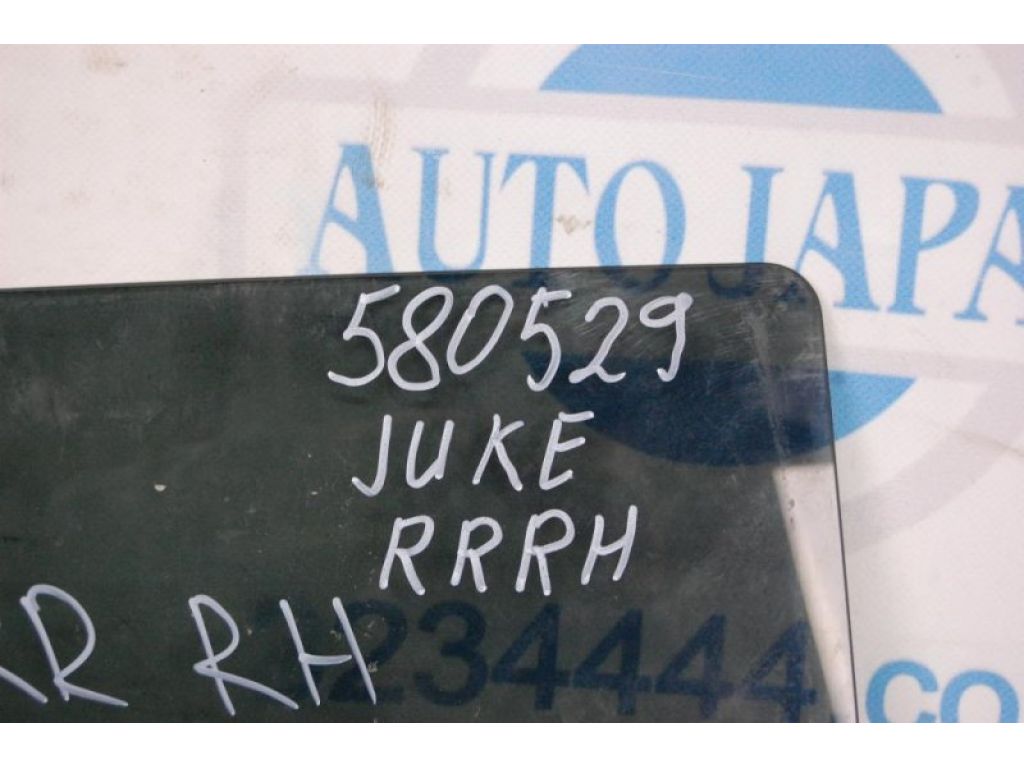 AUTO JAPA
580529
JUKE
RRRH
RR RH
234444.co